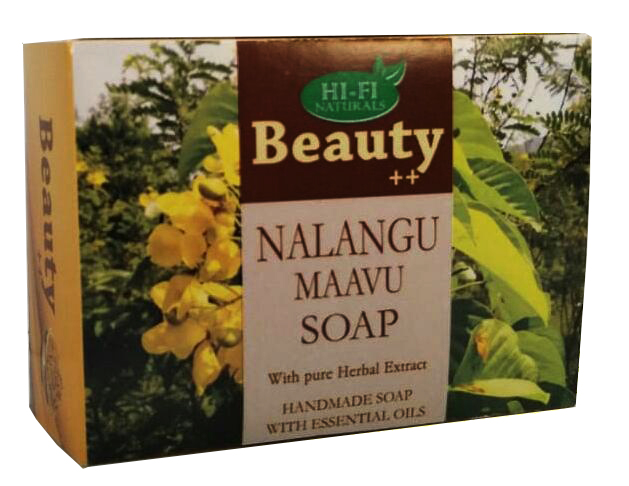 HI-FI
NATURALS
Beauty
++
NALANGU
MAAVU
SOAP
With pure Herbal Extract
HANDMADE SOAP
WITH ESSENTIAL OILS
Beauty
++